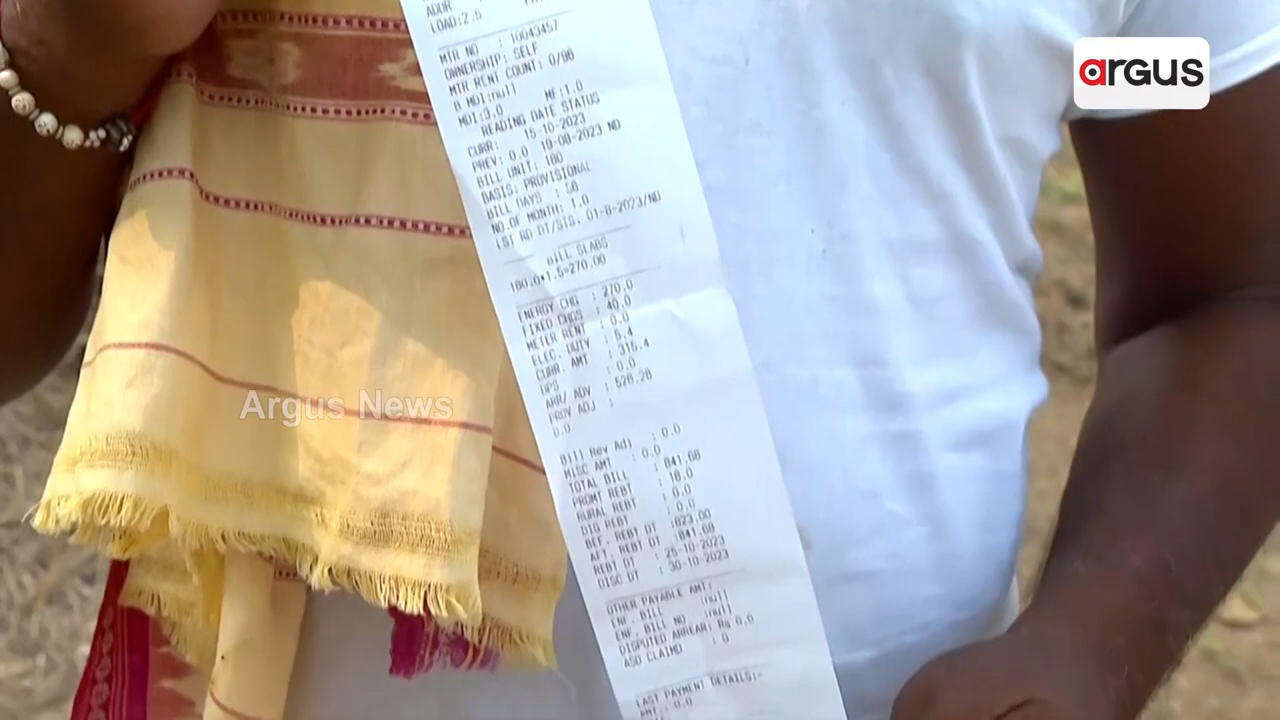 argus
Argus News
ADDR
LOAD:2.5
MTR NO : 10043457
OWNERSHIP: SELF
MTR RENT COUNT: 0/96
B MDI:null
MDI:3.0 MF:1.0
READING DATE STATUS
CURR: 15-10-2023
PREV: 0.0 19-08-2023 NO
BILL UNIT: 180
BASIS: PROVISIONAL
BILL DAYS : 58
NO.OF MONTH: 1.0
LST RD DT/STS. 01-8-2023/NO
BILL SLABS
180.0*1.5=270.00
ENERGY CHG : 270.0
FIXED CHGS : 40.0
METER RENT : 0.0
ELEC. DUTY : 5.4
CURR. AMT : 315.4
DPS : 0.0
ARR/ ADV : 526.28
PROV ADJ :
0.0
Bill Rev Adj : 0.0
MISC AMT : 0.0
TOTAL BILL : 841.68
PROMT REBT : 18.0
RURAL REBT : 0.0
DIG REBT : 0.0
BEF. REBT DT :823.00
AFT. REBT DT :841.68
REBT DT : 25-10-2023
DISC DT : 30-10-2023
OTHER PAYABLE AMT:
ENF. BILL :null
ENF. BILL NO :null
DISPUTED ARREAR: Rs 0.0
ASD CLAIMD : 0
LAST PAYMENT DETAILS:-
AMT: 0.0